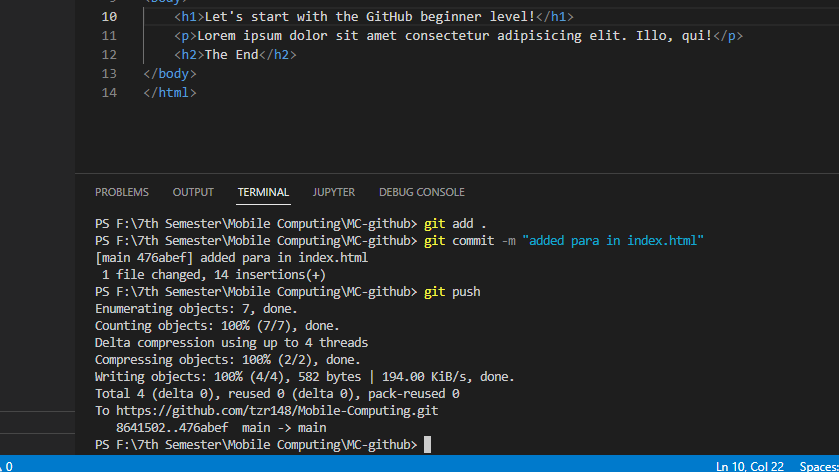 10 <h1>Let's start with the GitHub beginner level!</h1>
11 <p>Lorem ipsum dolor sit amet consectetur adipisicing elit. Illo, qui!</p>
12 <h2>The End</h2>
13 </body>
14 </html>
PROBLEMS OUTPUT TERMINAL JUPYTER DEBUG CONSOLE
PS F:\7th Semester\Mobile Computing\MC-github> git add .
PS F:\7th Semester\Mobile Computing\MC-github> git commit -m "added para in index.html"
[main 476abef] added para in index.html
1 file changed, 14 insertions(+)
PS F:\7th Semester\Mobile Computing\MC-github> git push
Enumerating objects: 7, done.
Counting objects: 100% (7/7), done.
Delta compression using up to 4 threads
Compressing objects: 100% (2/2), done.
Writing objects: 100% (4/4), 582 bytes | 194.00 KiB/s, done.
Total 4 (delta 0), reused 0 (delta 0), pack-reused 0
To https://github.com/tzr148/Mobile-Computing.git
8641502..476abef main -> main
PS F:\7th Semester\Mobile Computing\MC-github>
0 Ln 10, Col 22 Spaces: